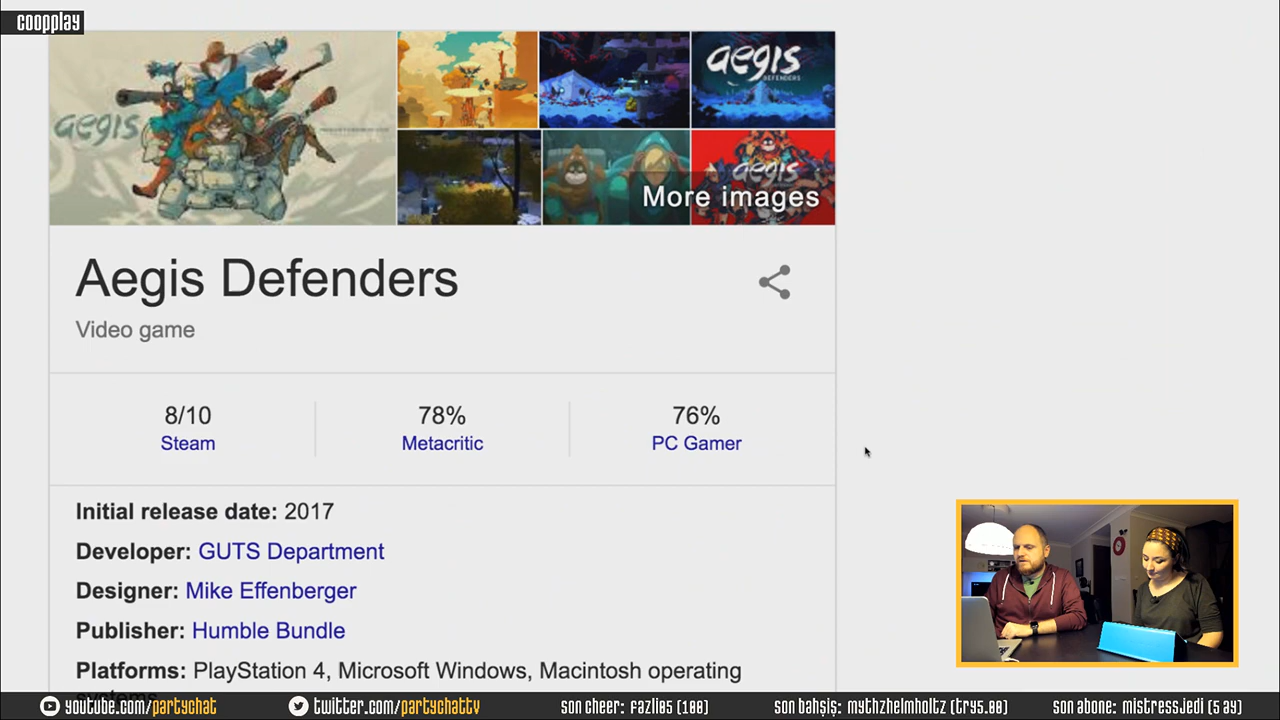 coopplay
aegis
aegis
DEFENDERS
aegis
More images
Aegis Defenders
Video game
8/10
78%
76%
Steam
Metacritic
PC Gamer
Initial release date: 2017
Developer: GUTS Department
Designer: Mike Effenberger
Publisher: Humble Bundle
Platforms: PlayStation 4, Microsoft Windows, Macintosh operating
systems
youtube.com/partychat
twitter.com/partychattv
son cheer: fazli05 (100)
son bahşiş: mythzhelmholtz (try5.00)
son abone: mistressJedi (5 ay)